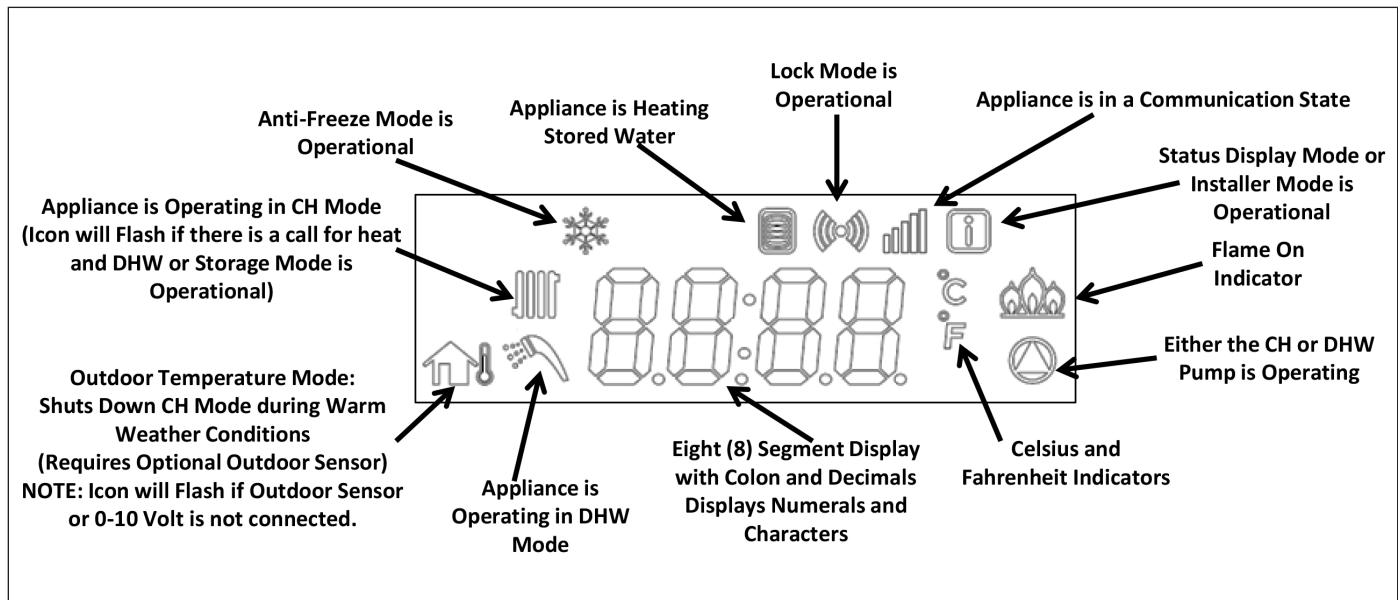 Lock Mode is
Operational
Appliance is in a Communication State
Appliance is Heating
Stored Water
Anti-Freeze Mode is
Operational
Status Display Mode or
Installer Mode is
Operational
Appliance is Operating in CH Mode
(Icon will Flash if there is a call for heat
and DHW or Storage Mode is
Operational)
Flame On
Indicator
i
88:88
°C
°F
Either the CH or DHW
Pump is Operating
Outdoor Temperature Mode:
Shuts Down CH Mode during Warm
Weather Conditions
(Requires Optional Outdoor Sensor)
NOTE: Icon will Flash if Outdoor Sensor
or 0-10 Volt is not connected.
Appliance is
Operating in DHW
Mode
Eight (8) Segment Display
with Colon and Decimals
Displays Numerals and
Characters
Celsius and
Fahrenheit Indicators